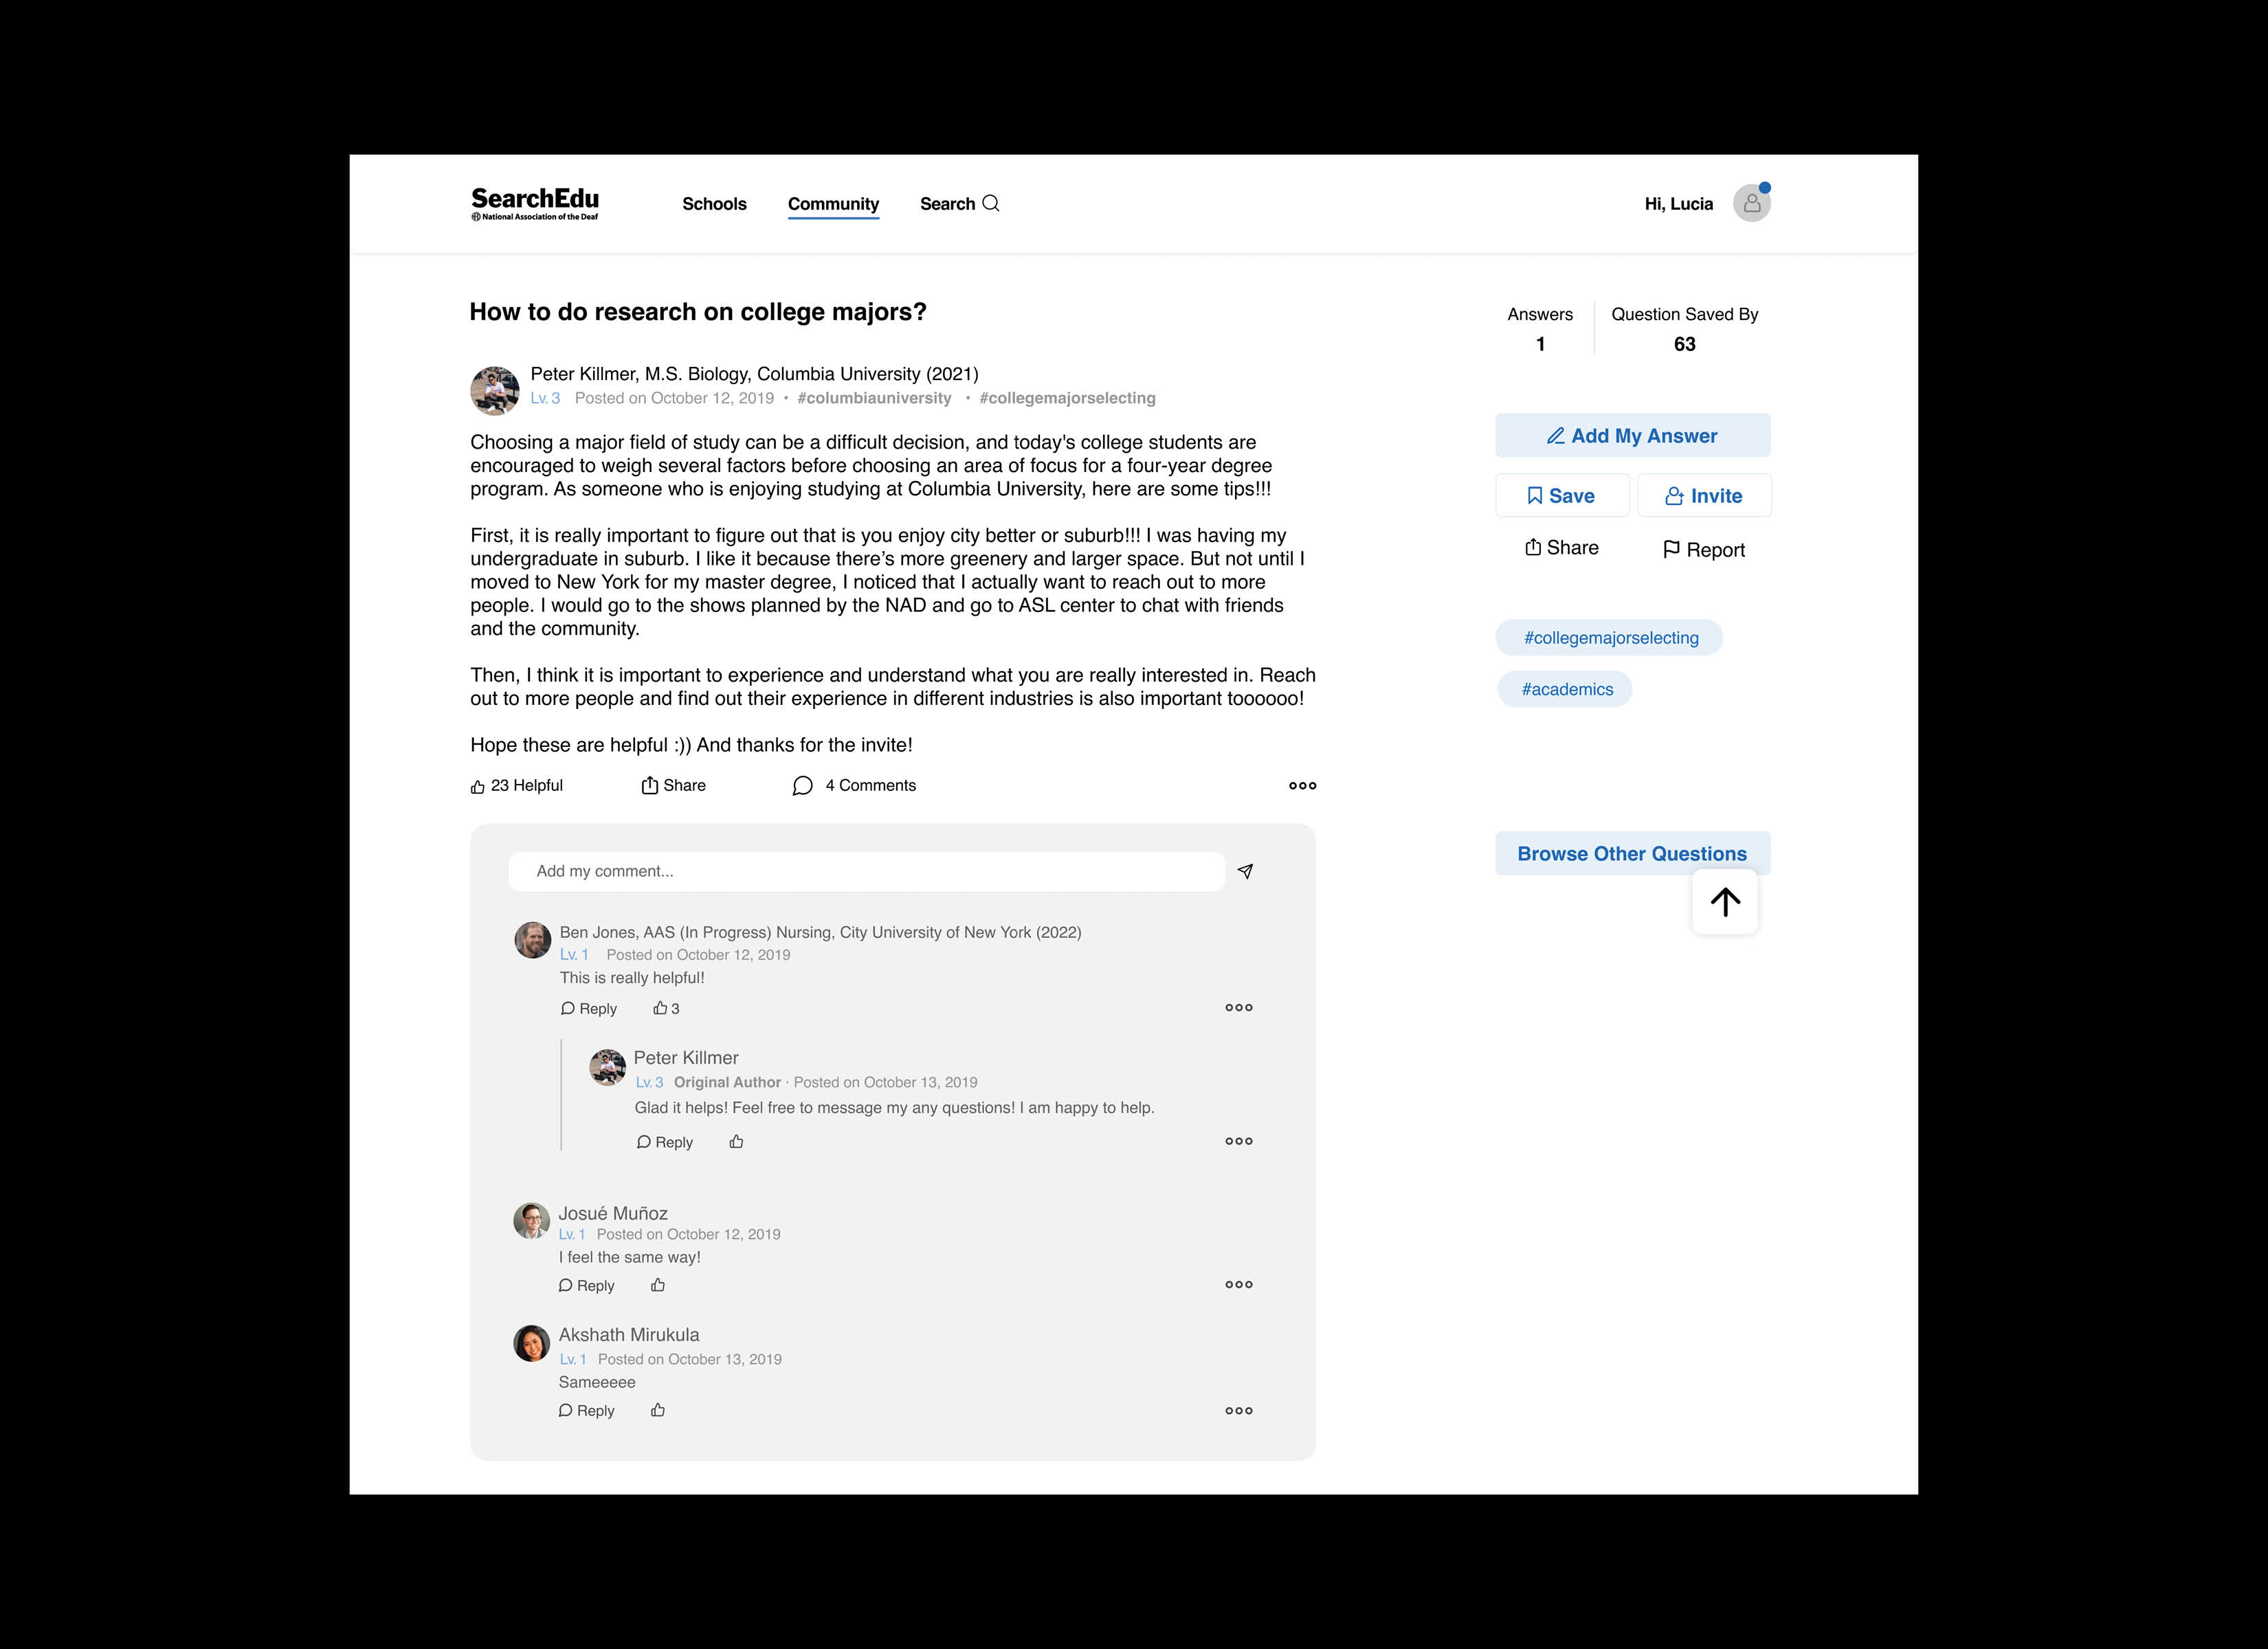 SearchEdu
National Association of the Deaf
Schools
Community
Search
Hi, Lucia
How to do research on college majors?
Answers
1
Question Saved By
63
Peter Killmer, M.S. Biology, Columbia University (2021)
Lv. 3 Posted on October 12, 2019 • #columbiauniversity • #collegemajorselecting
Choosing a major field of study can be a difficult decision, and today's college students are
encouraged to weigh several factors before choosing an area of focus for a four-year degree
program. As someone who is enjoying studying at Columbia University, here are some tips!!!
First, it is really important to figure out that is you enjoy city better or suburb!!! I was having my
undergraduate in suburb. I like it because there’s more greenery and larger space. But not until I
moved to New York for my master degree, I noticed that I actually want to reach out to more
people. I would go to the shows planned by the NAD and go to ASL center to chat with friends
and the community.
Then, I think it is important to experience and understand what you are really interested in. Reach
out to more people and find out their experience in different industries is also important toooooo!
Hope these are helpful :)) And thanks for the invite!
23 Helpful
Share
4 Comments
Add My Answer
Save
Invite
Share
Report
#collegemajorselecting
#academics
Browse Other Questions
Add my comment...
Ben Jones, AAS (In Progress) Nursing, City University of New York (2022)
Lv. 1 Posted on October 12, 2019
This is really helpful!
Reply
3
Peter Killmer
Lv. 3 Original Author · Posted on October 13, 2019
Glad it helps! Feel free to message my any questions! I am happy to help.
Reply
Josué Muñoz
Lv. 1 Posted on October 12, 2019
I feel the same way!
Reply
Akshath Mirukula
Lv. 1 Posted on October 13, 2019
Sameeeee
Reply